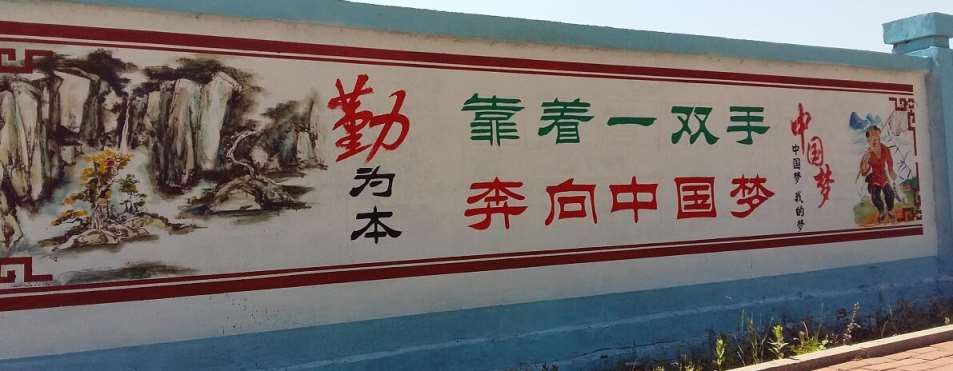 勤为本
靠着一双手
奔向中国梦
中国梦
中国梦 我的梦